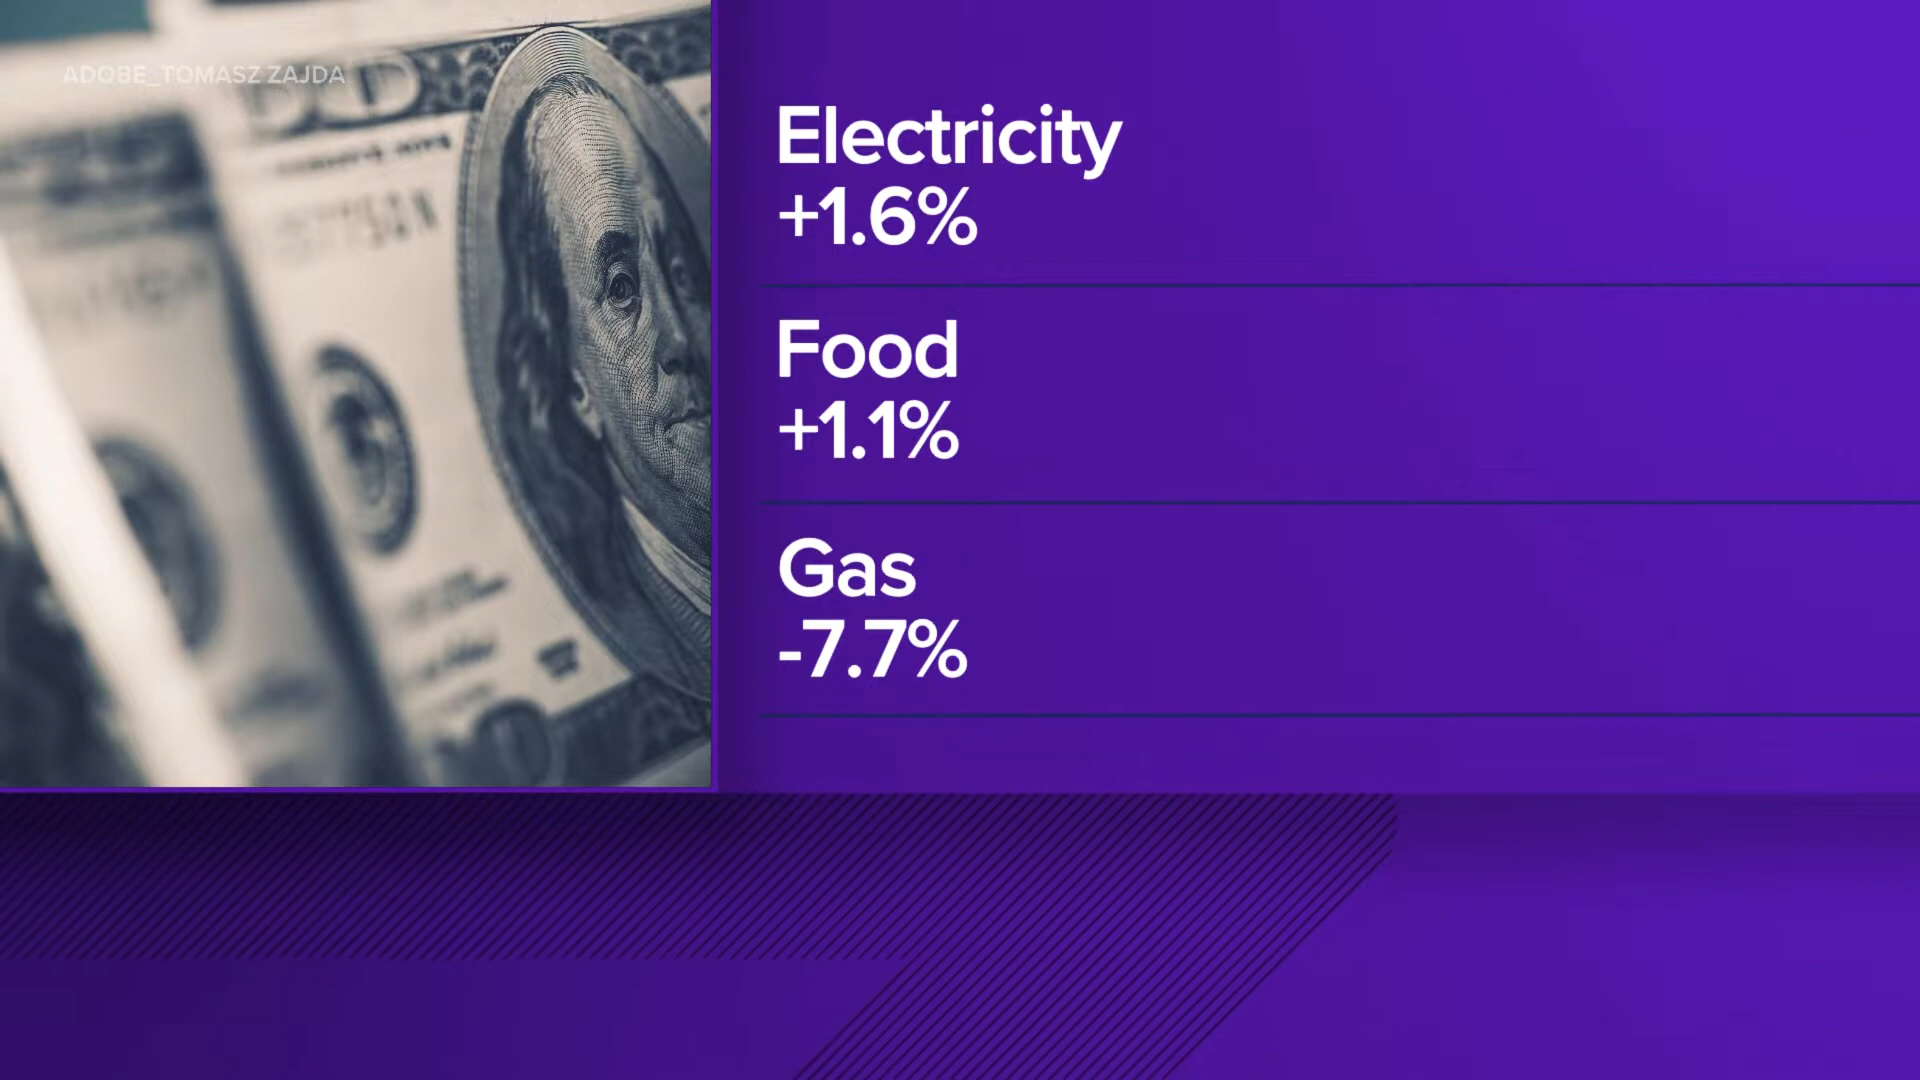 ADOBE_TOMASZ ZAJDA
Electricity
+1.6%
Food
+1.1%
Gas
-7.7%